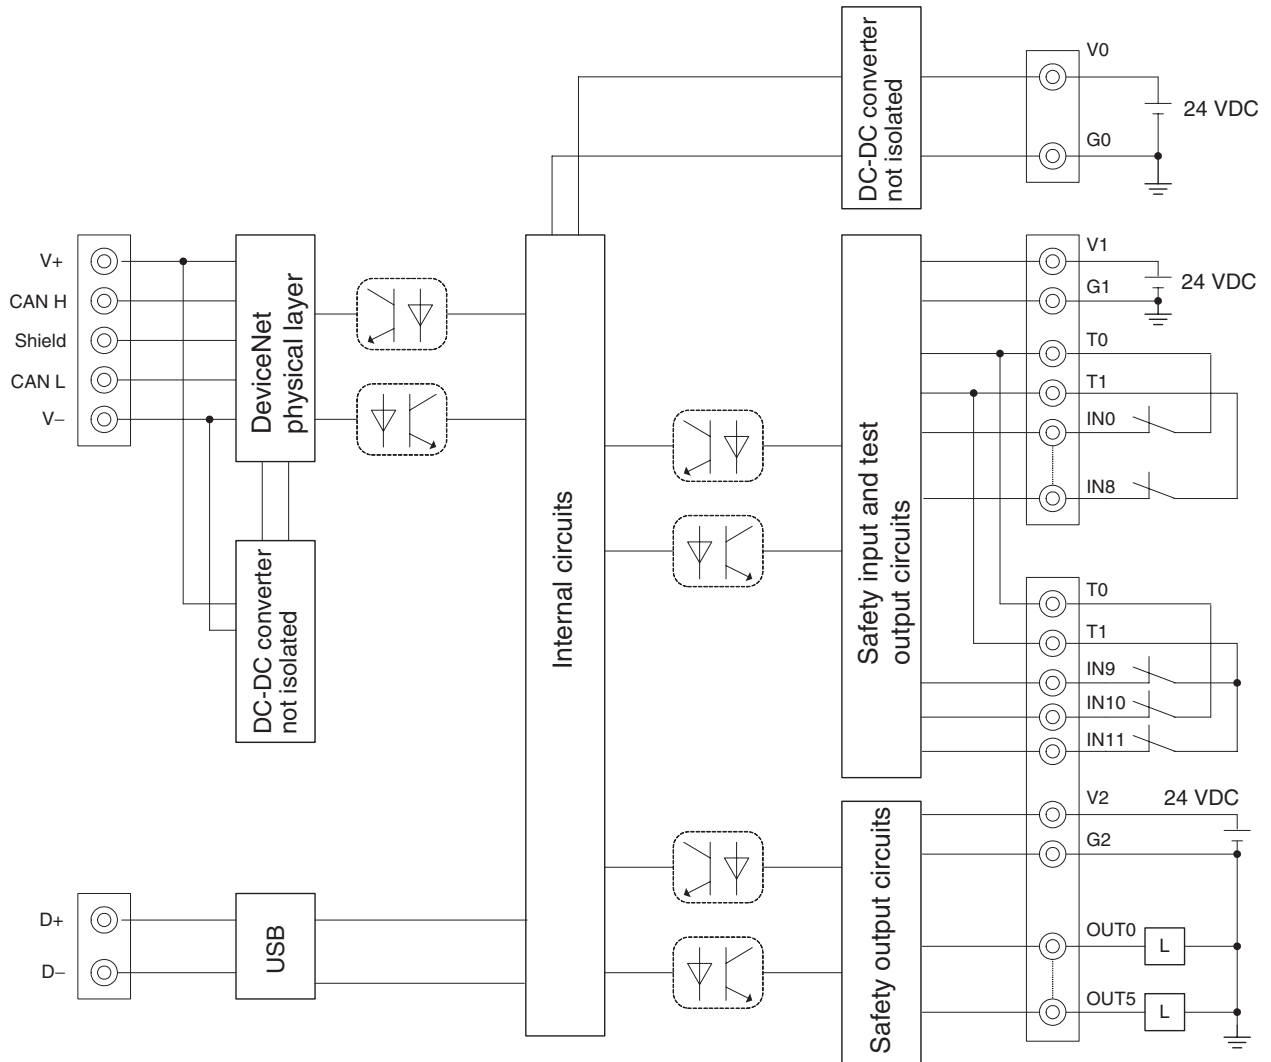 DC-DC converter
not isolated
V0
24 VDC
G0
V+
CAN H
Shield
CAN L
V–
DeviceNet
physical layer
DC-DC converter
not isolated
Internal circuits
Safety input and test
output circuits
V1
24 VDC
G1
T0
T1
IN0
IN8
T0
T1
IN9
IN10
IN11
V2
24 VDC
G2
D+
D–
USB
Safety output circuits
OUT0
L
OUT5
L